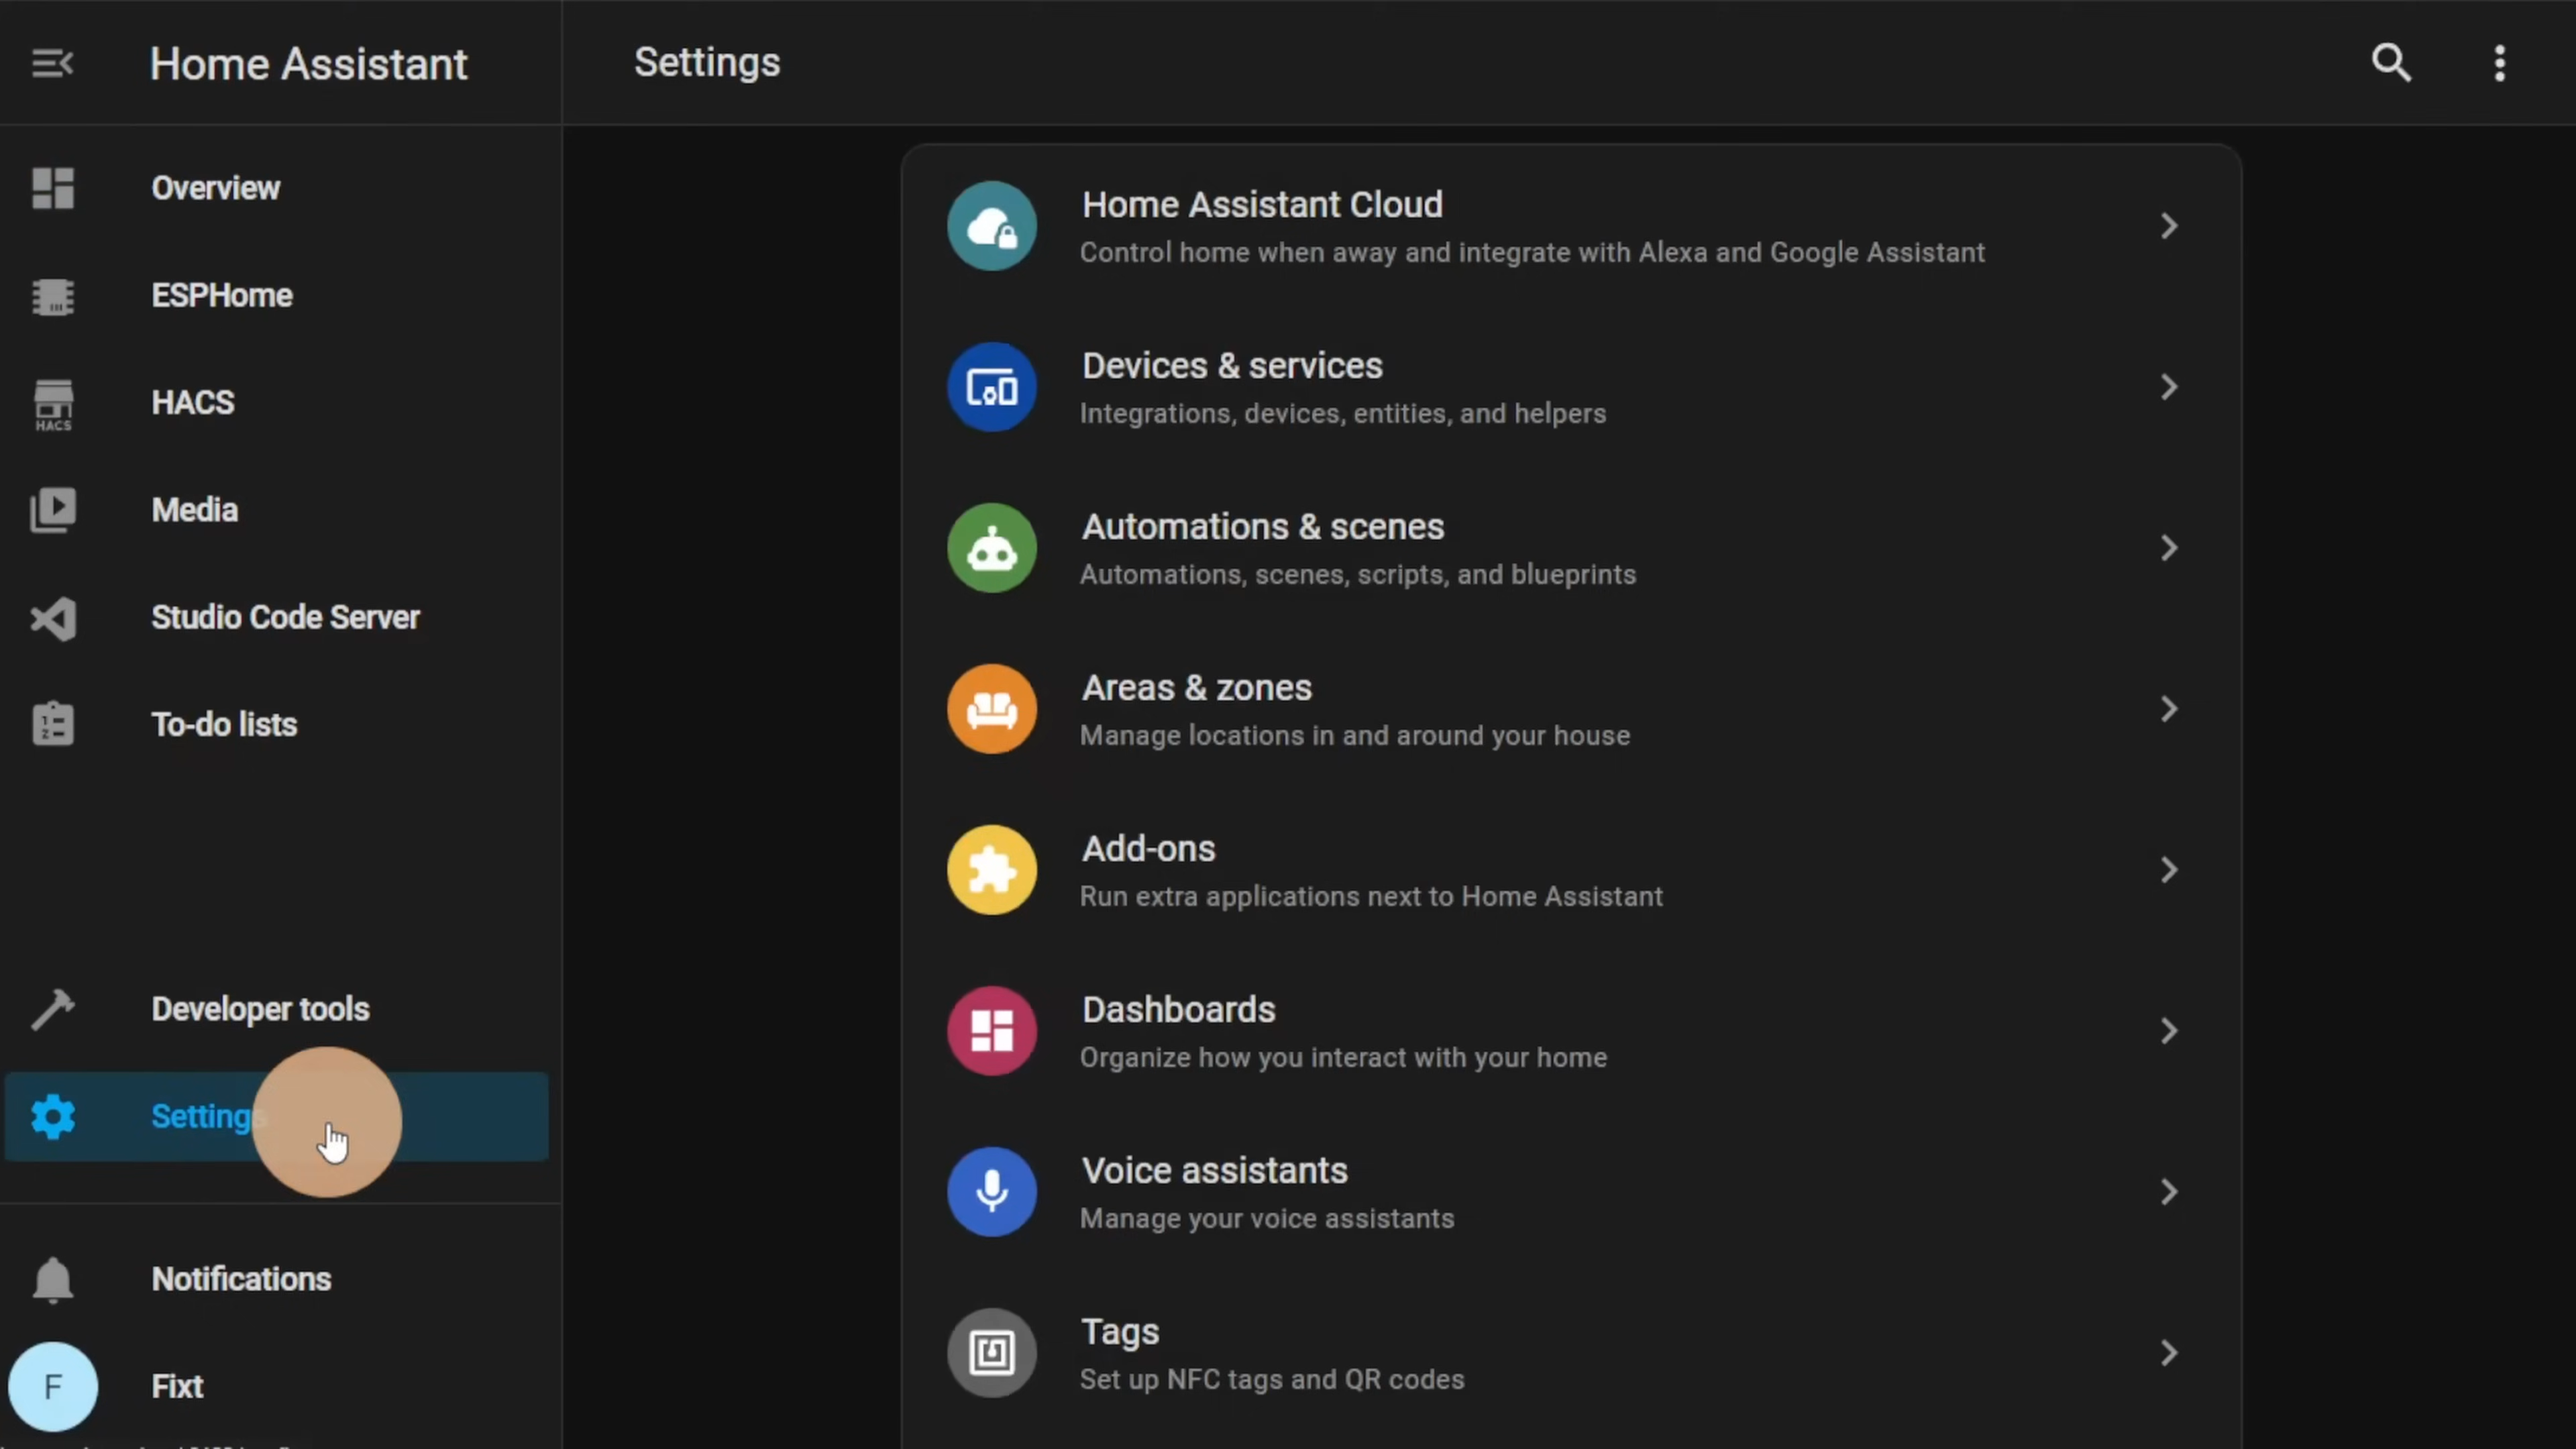 Home Assistant
Settings
Overview
ESPHome
HACS
HACS
Media
Studio Code Server
To-do lists
Developer tools
Settings
Notifications
F
Fixt
Home Assistant Cloud
Control home when away and integrate with Alexa and Google Assistant
Devices & services
Integrations, devices, entities, and helpers
Automations & scenes
Automations, scenes, scripts, and blueprints
Areas & zones
Manage locations in and around your house
Add-ons
Run extra applications next to Home Assistant
Dashboards
Organize how you interact with your home
Voice assistants
Manage your voice assistants
Tags
Set up NFC tags and QR codes